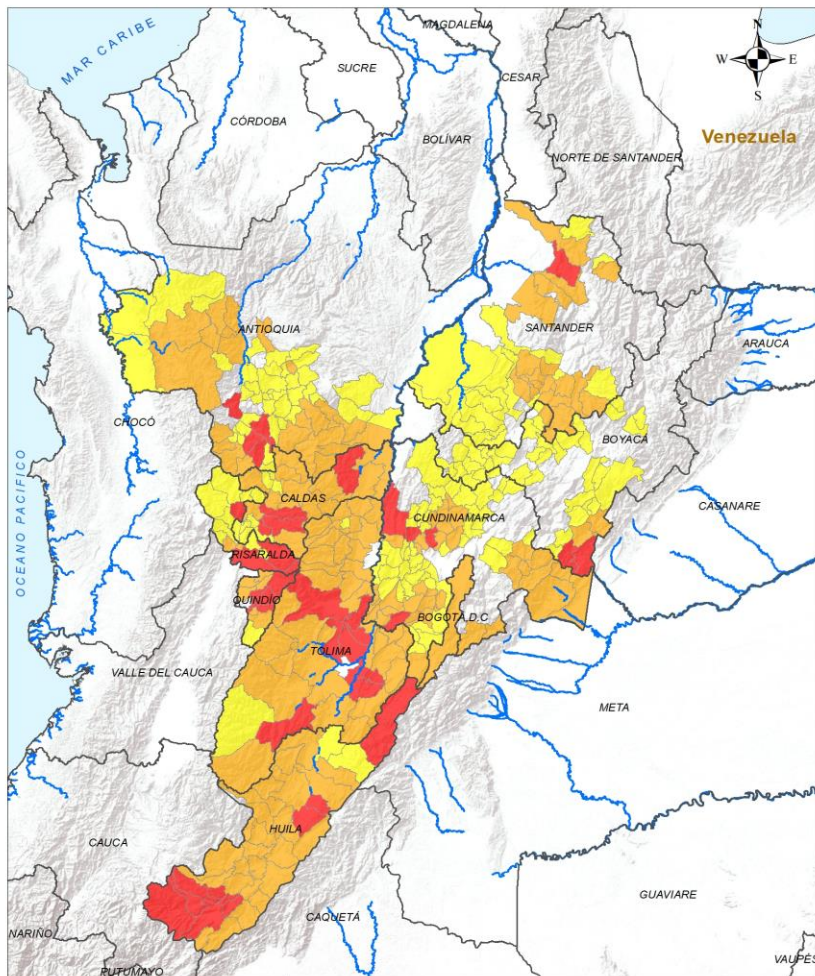 MAGDALENA
MAR CARIBE
N
SUCRE
W
E
CESAR
S
CÓRDOBA
BOLÍVAR
Venezuela
NORTE DE SANTANDER
ANTIOQUIA
SANTANDER
ARAUCA
CHOCÓ
BOYACÁ
OCEANO PACIFICO
CALDAS
CASANARE
CUNDINAMARCA
RISARALDA
QUINDÍO
BOGOTÁ, D.C
TOLIMA
VALLE DEL CAUCA
META
HUILA
CAUCA
GUAVIARE
CAQUETÁ
NARIÑO
VAUPÉS
PUTUMAYO